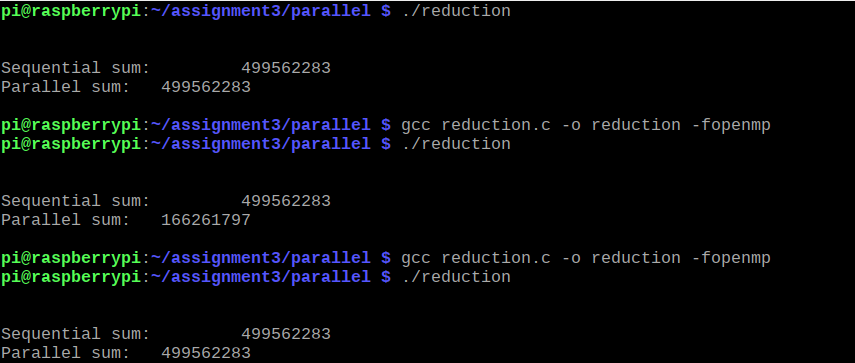 pi@raspberrypi:~/assignment3/parallel $ ./reduction
Sequential sum:         499562283
Parallel sum:   499562283
pi@raspberrypi:~/assignment3/parallel $ gcc reduction.c -o reduction -fopenmp
pi@raspberrypi:~/assignment3/parallel $ ./reduction
Sequential sum:         499562283
Parallel sum:   166261797
pi@raspberrypi:~/assignment3/parallel $ gcc reduction.c -o reduction -fopenmp
pi@raspberrypi:~/assignment3/parallel $ ./reduction
Sequential sum:         499562283
Parallel sum:   499562283